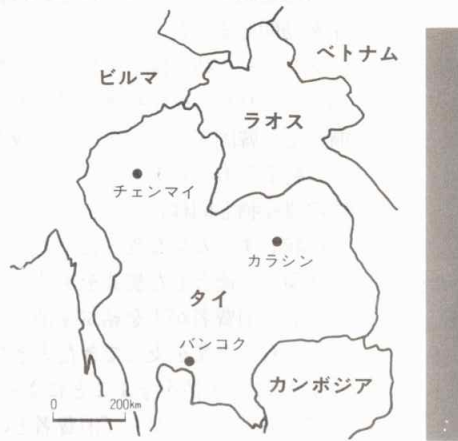 ベトナム
ビルマ
ラオス
チェンマイ
カラシン
タイ
バンコク
カンボジア
0 200km